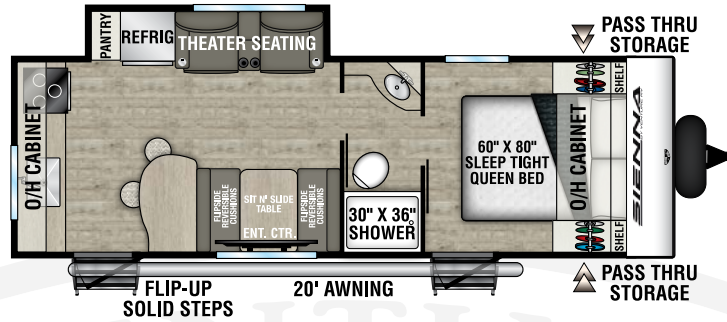 PANTRY
REFRIG
THEATER SEATING
PASS THRU
STORAGE
SHELF
O/H CABINET
60" X 80"
SLEEP TIGHT
QUEEN BED
O/H CABINET
SIENNA
FLIPSIDE
REVERSIBLE
CUSHIONS
SIT N' SLIDE
TABLE
FLIPSIDE
REVERSIBLE
CUSHIONS
ENT. CTR.
30" X 36"
SHOWER
SHELF
FLIP-UP
SOLID STEPS
20' AWNING
PASS THRU
STORAGE